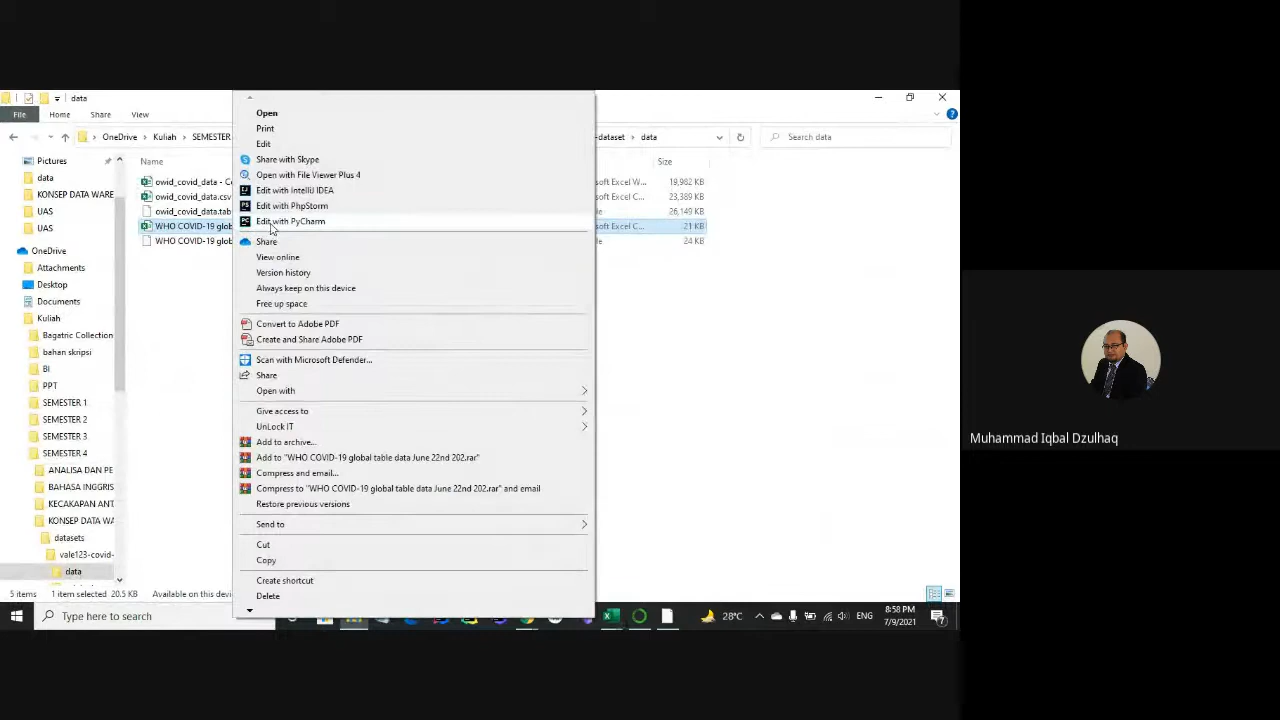 data
File
Home
Share
View
OneDrive
Kuliah
SEMESTER
-dataset
data
Search data
Pictures
data
KONSEP DATA WARE
UAS
UAS
OneDrive
Attachments
Desktop
Documents
Kuliah
Bagatric Collection
bahan skripsi
BI
PPT
SEMESTER 1
SEMESTER 2
SEMESTER 3
SEMESTER 4
ANALISA DAN PE
BAHASA INGGRIS
KECAKAPAN ANT
KONSEP DATA WA
datasets
vale123-covid-
data
Name
owid_covid_data - Co
owid_covid_data.csv
owid_covid_data.tab
WHO COVID-19 glob
WHO COVID-19 glob
Open
Print
Edit
Share with Skype
Open with File Viewer Plus 4
Edit with IntelliJ IDEA
Edit with PhpStorm
Edit with PyCharm
Share
View online
Version history
Always keep on this device
Free up space
Convert to Adobe PDF
Create and Share Adobe PDF
Scan with Microsoft Defender...
Share
Open with
Give access to
UnLock IT
Add to archive...
Add to "WHO COVID-19 global table data June 22nd 202.rar"
Compress and email...
Compress to "WHO COVID-19 global table data June 22nd 202.rar" and email
Restore previous versions
Send to
Cut
Copy
Create shortcut
Delete
Size
soft Excel W... 19,982 KB
soft Excel C... 23,389 KB
le 26,149 KB
soft Excel C... 21 KB
le 24 KB
5 items
1 item selected 20.5 KB
Available on this devi
Type here to search
28°C
ENG
8:58 PM
7/9/2021
7
Muhammad Iqbal Dzulhaq